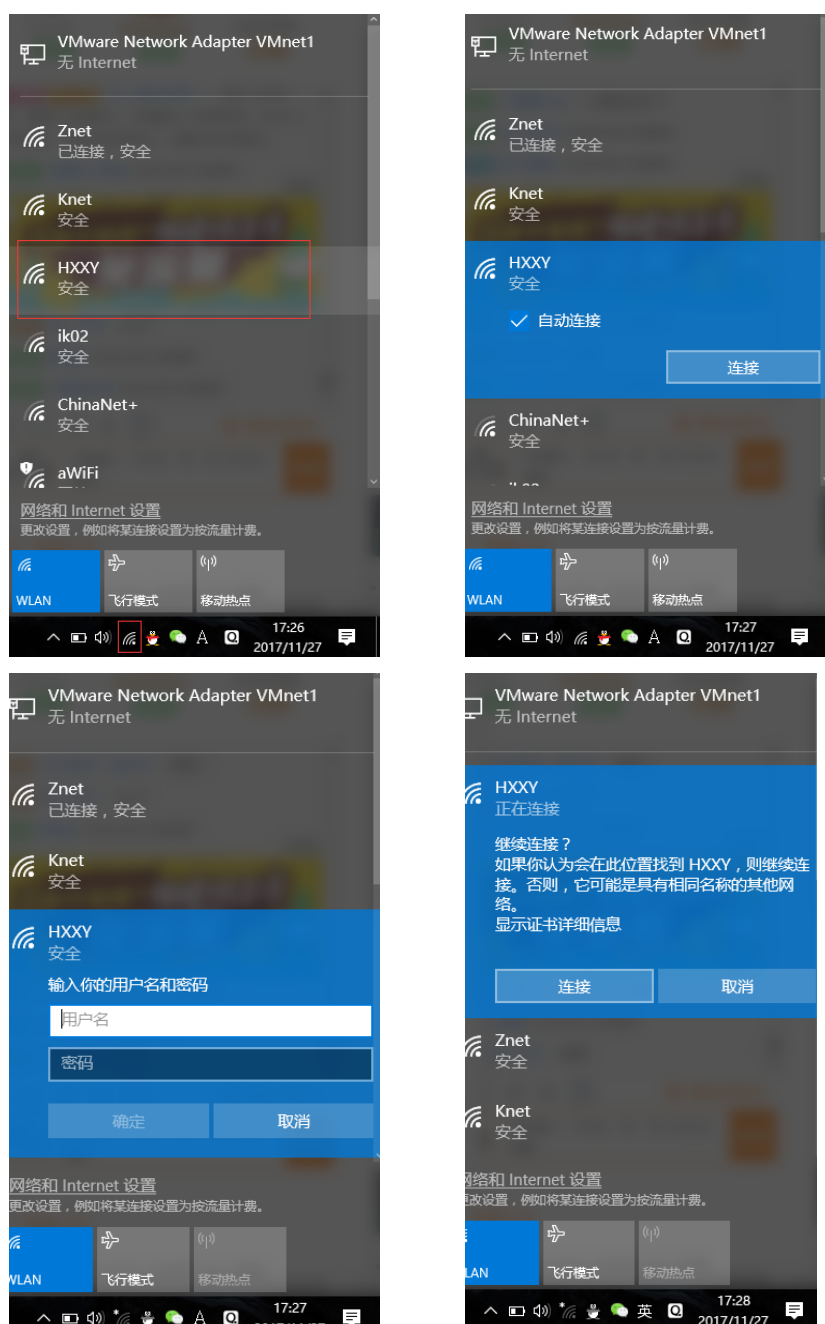 VMware Network Adapter VMnet1
无 Internet
Znet
已连接，安全
Knet
安全
HXXY
安全
ik02
安全
ChinaNet+
安全
aWiFi
网络和 Internet 设置
更改设置，例如将某连接设置为按流量计费。
WLAN
飞行模式
移动热点
A
17:26
2017/11/27
VMware Network Adapter VMnet1
无 Internet
Znet
已连接，安全
Knet
安全
HXXY
安全
自动连接
连接
ChinaNet+
安全
网络和 Internet 设置
更改设置，例如将某连接设置为按流量计费。
WLAN
飞行模式
移动热点
A
17:27
2017/11/27
VMware Network Adapter VMnet1
无 Internet
Znet
已连接，安全
Knet
安全
HXXY
安全
输入你的用户名和密码
用户名
密码
确定
取消
网络和 Internet 设置
更改设置，例如将某连接设置为按流量计费。
WLAN
飞行模式
移动热点
A
17:27
VMware Network Adapter VMnet1
无 Internet
HXXY
正在连接
继续连接？
如果你认为会在此位置找到 HXXY，则继续连
接。否则，它可能是具有相同名称的其他网
络。
显示证书详细信息
连接
取消
Znet
安全
Knet
安全
网络和 Internet 设置
更改设置，例如将某连接设置为按流量计费。
LAN
飞行模式
移动热点
英
17:28
2017/11/27